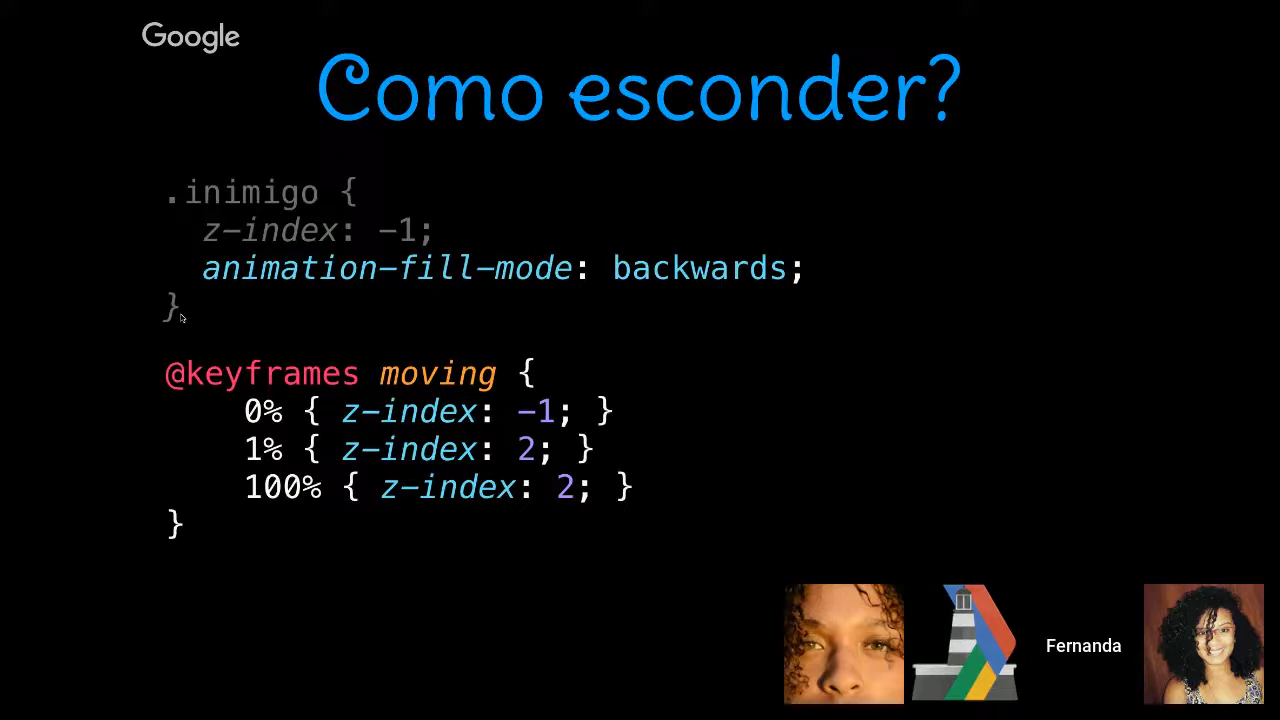 Google
Como esconder?
.inimigo {
z-index: -1;
animation-fill-mode: backwards;
}
@keyframes moving {
0% { z-index: -1; }
1% { z-index: 2; }
100% { z-index: 2; }
}
Fernanda